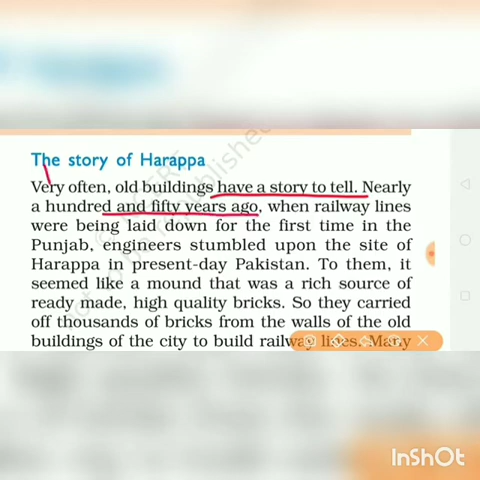 The story of Harappa
Very often, old buildings have a story to tell. Nearly
a hundred and fifty years ago, when railway lines
were being laid down for the first time in the
Punjab, engineers stumbled upon the site of
Harappa in present-day Pakistan. To them, it
seemed like a mound that was a rich source of
ready made, high quality bricks. So they carried
off thousands of bricks from the walls of the old
buildings of the city to build railway lines. Many
InShOt